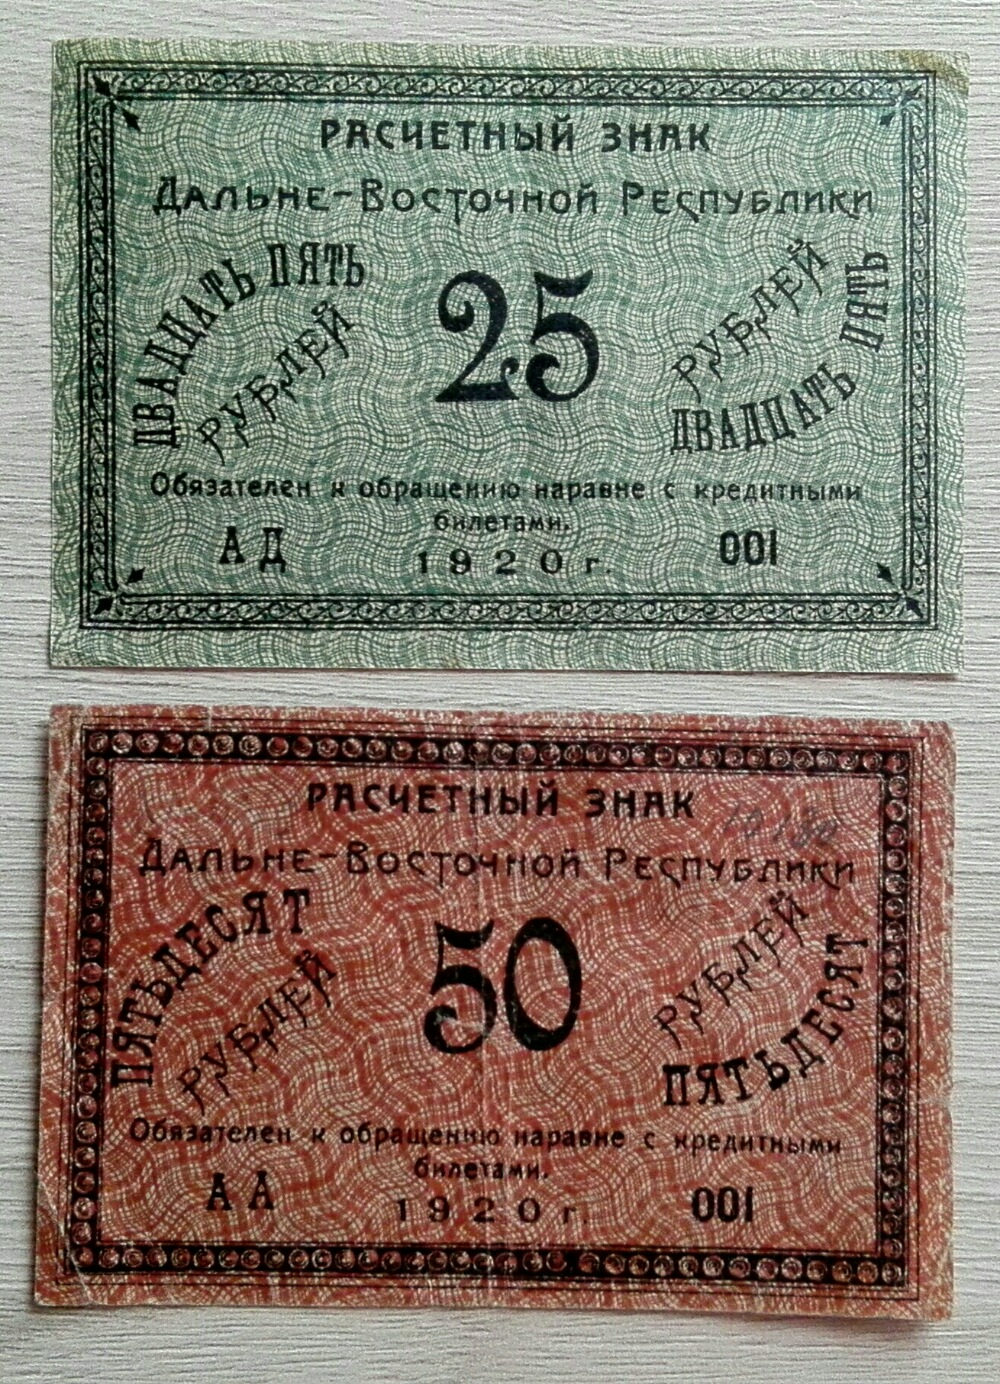 РАСЧЕТНЫЙ ЗНАК
Дальне-Восточной Республики
ДВАДЦАТЬ ПЯТЬ
РУБЛЕЙ
25
РУБЛЕЙ
ДВАДЦАТЬ ПЯТЬ
Обязателен к обращению наравне с кредитными
билетами.
АД
1920 г.
001
РАСЧЕТНЫЙ ЗНАК
Дальне-Восточной Республики
ПЯТЬДЕСЯТ
РУБЛЕЙ
50
РУБЛЕЙ
ПЯТЬДЕСЯТ
Обязателен к обращению наравне с кредитными
билетами.
АА
1920 г.
001